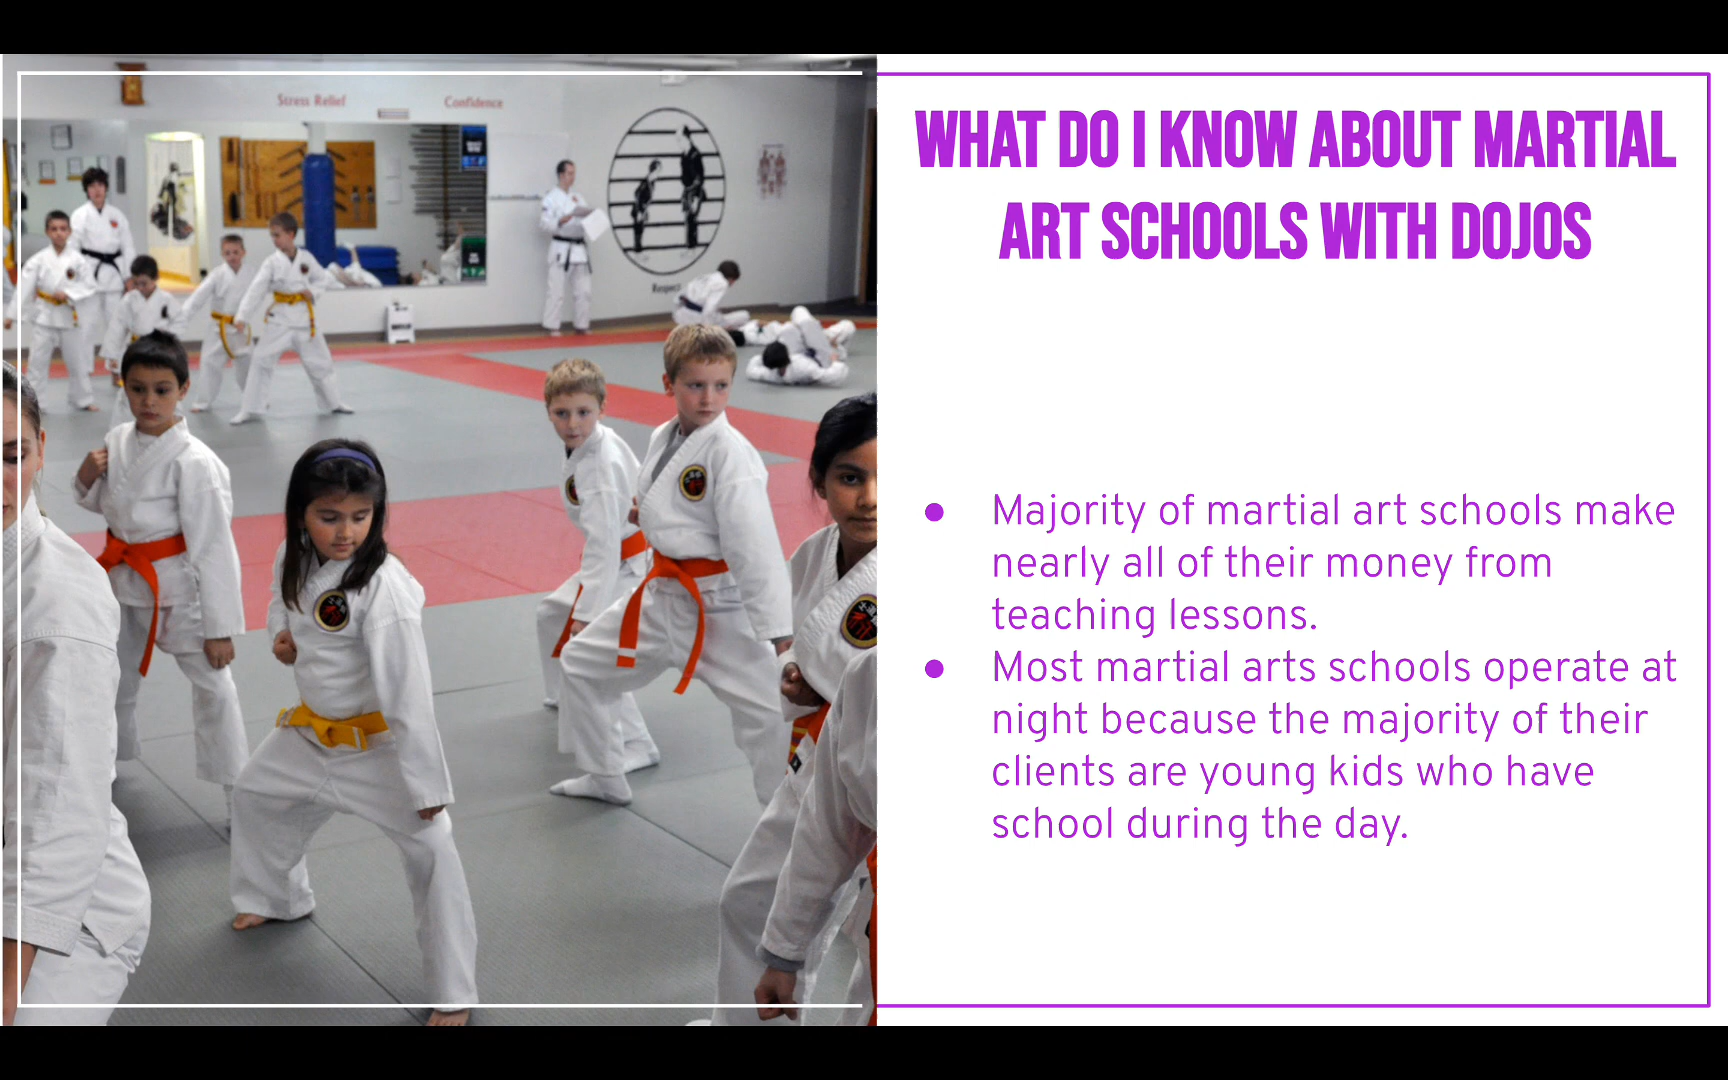 Stress Relief
Confidence
Respect
WHAT DO I KNOW ABOUT MARTIAL
ART SCHOOLS WITH DOJOS
● Majority of martial art schools make
nearly all of their money from
teaching lessons.
● Most martial arts schools operate at
night because the majority of their
clients are young kids who have
school during the day.